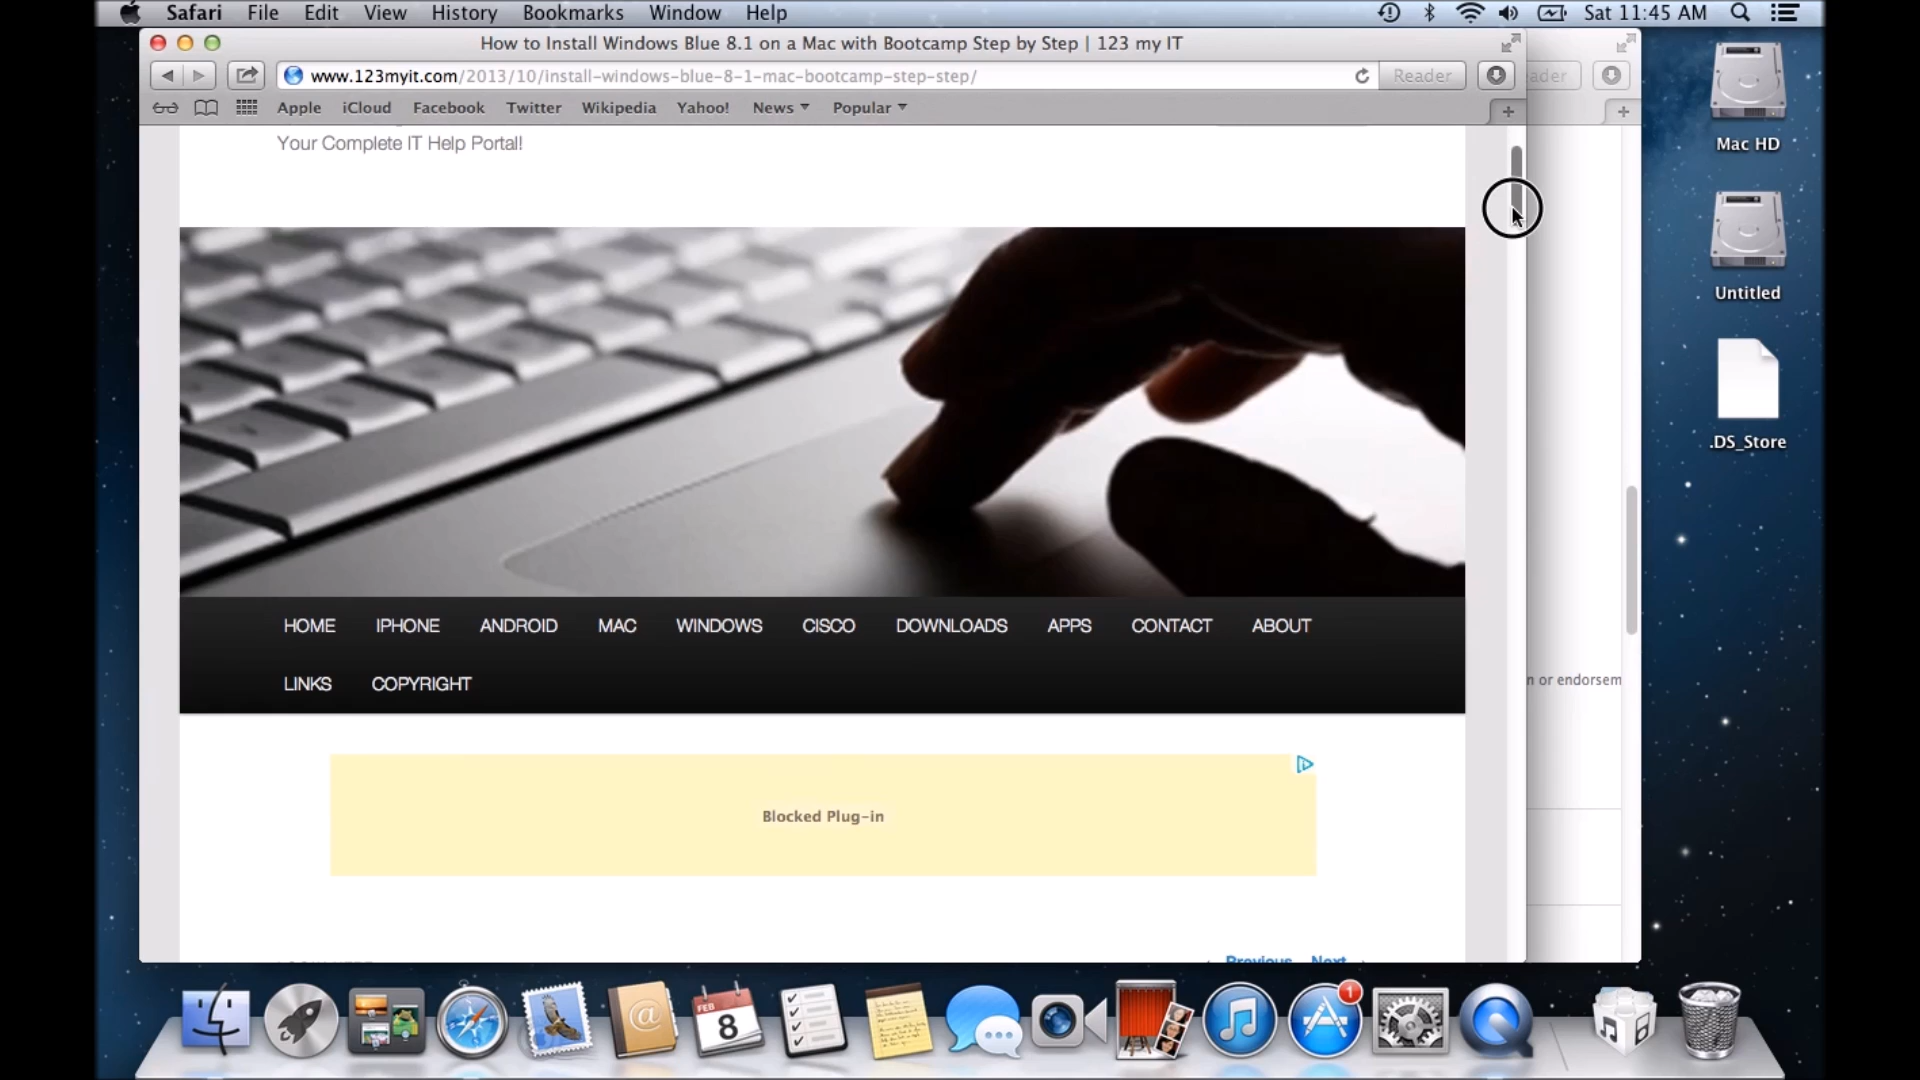 Safari File Edit View History Bookmarks Window Help Sat 11:45 AM
How to Install Windows Blue 8.1 on a Mac with Bootcamp Step by Step | 123 my IT
www.123myit.com/2013/10/install-windows-blue-8-1-mac-bootcamp-step-step/ Reader ader
Apple iCloud Facebook Twitter Wikipedia Yahoo! News Popular
Your Complete IT Help Portal!
Mac HD
Untitled
.DS_Store
HOME IPHONE ANDROID MAC WINDOWS CISCO DOWNLOADS APPS CONTACT ABOUT
LINKS COPYRIGHT
n or endorsem
Blocked Plug-in
Previous Next
FEB
8
1